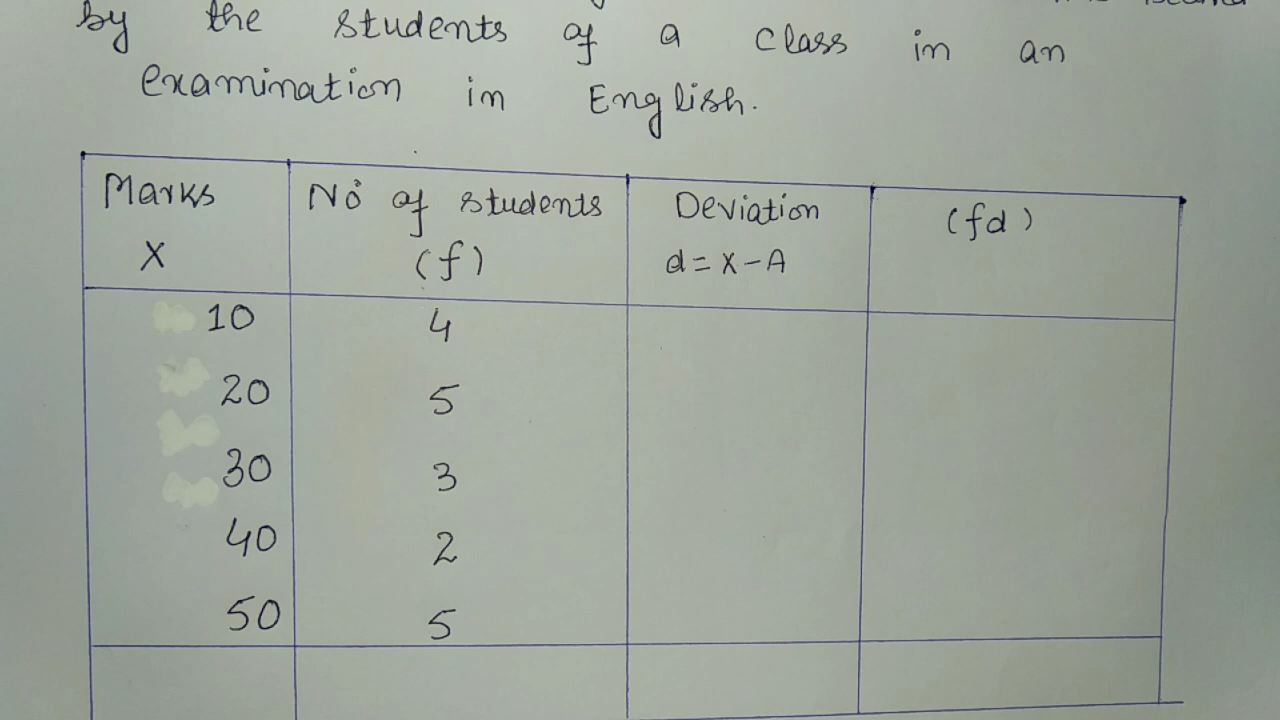 by the students of a class in an
examination in English.
Marks X No of students (f) Deviation d = X - A (fd)
10 4
20 5
30 3
40 2
50 5